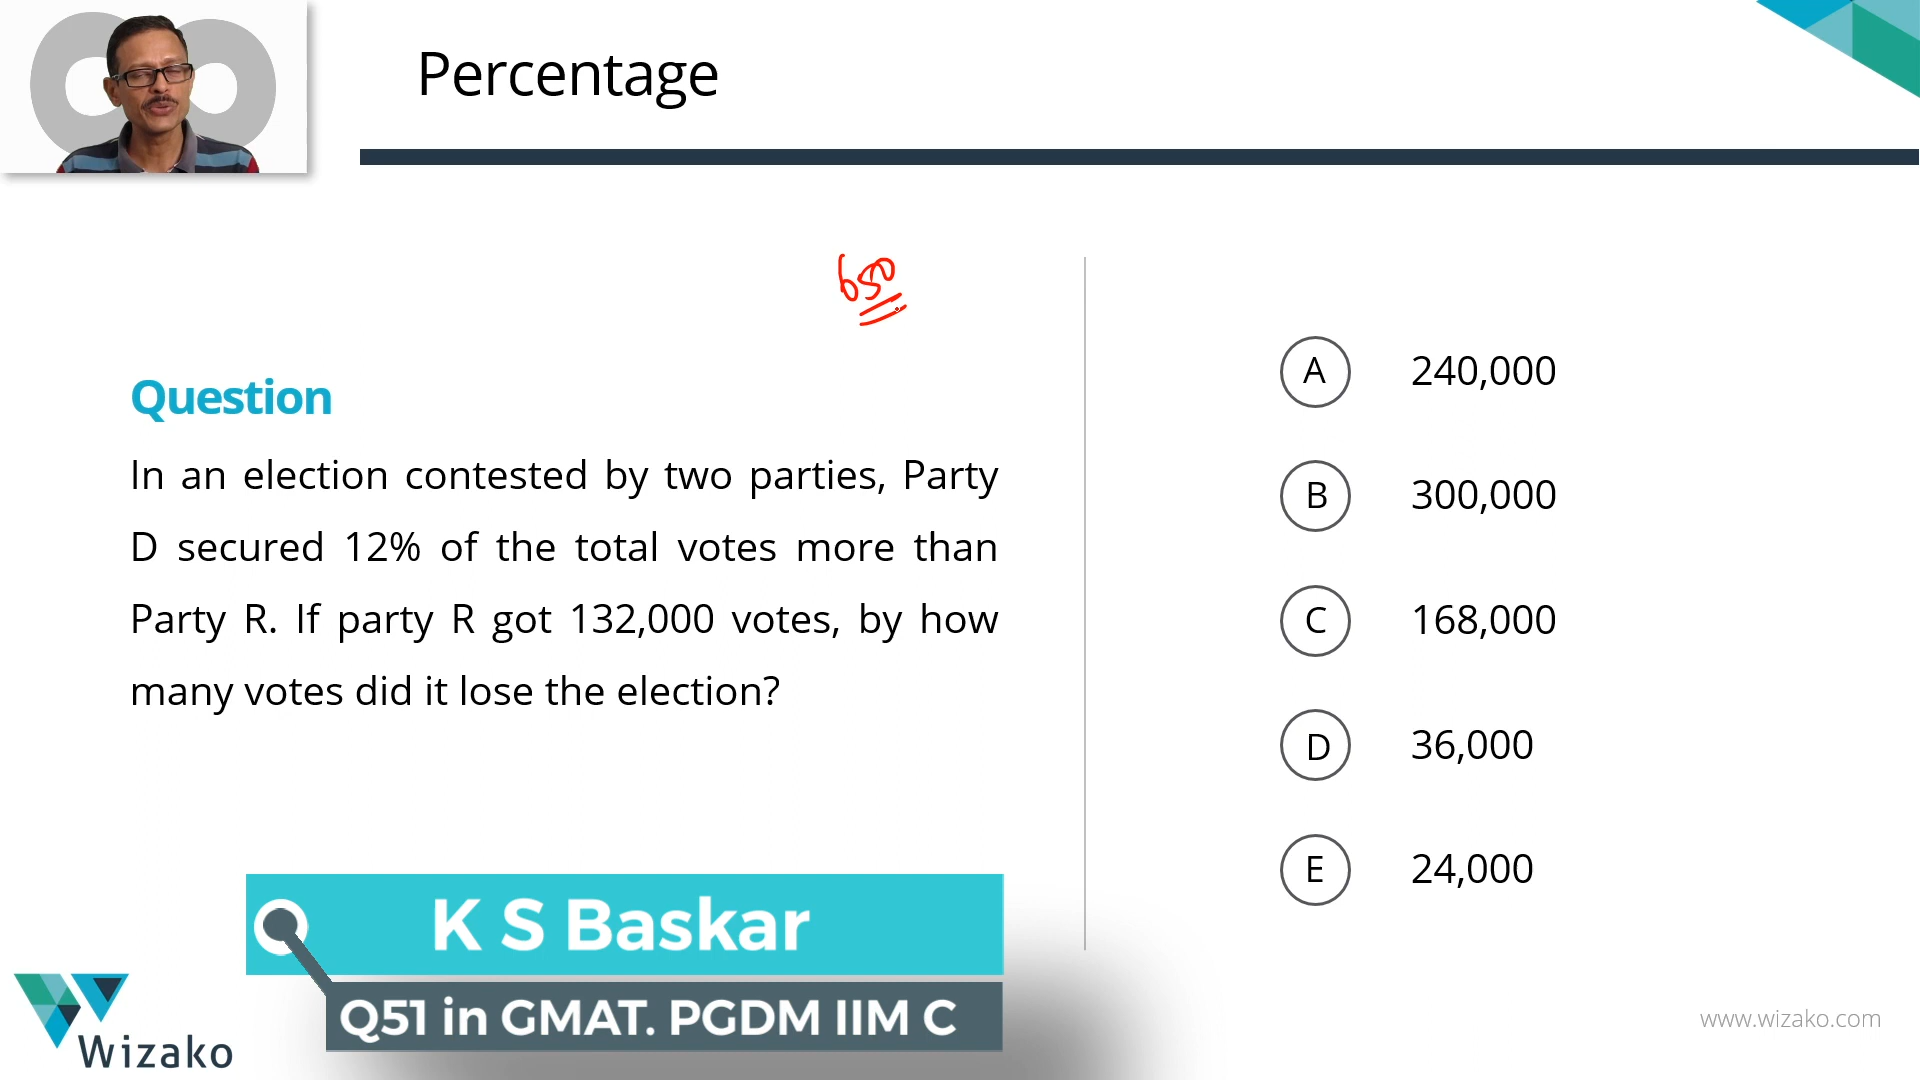 Percentage
650
Question
In an election contested by two parties, Party
D secured 12% of the total votes more than
Party R. If party R got 132,000 votes, by how
many votes did it lose the election?
A 240,000
B 300,000
C 168,000
D 36,000
E 24,000
K S Baskar
Q51 in GMAT. PGDM IIM C
Wizako
www.wizako.com